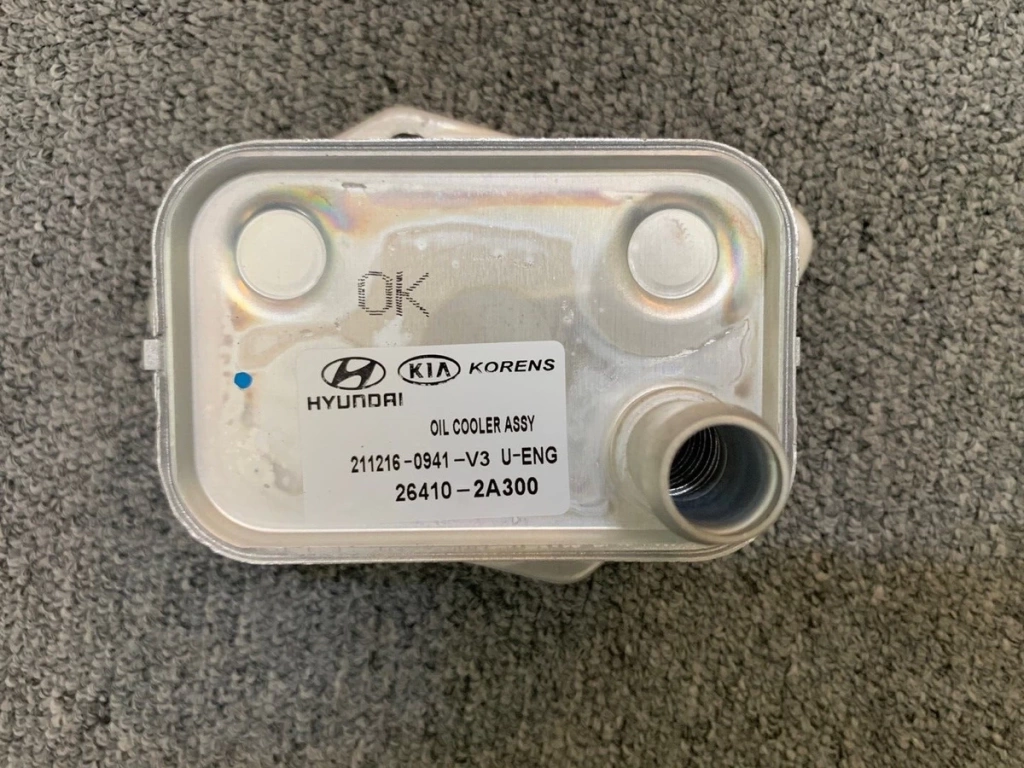 OK
HYUNDAI KIA KORENS
OIL COOLER ASSY
211216-0941-V3 U-ENG
26410-2A300